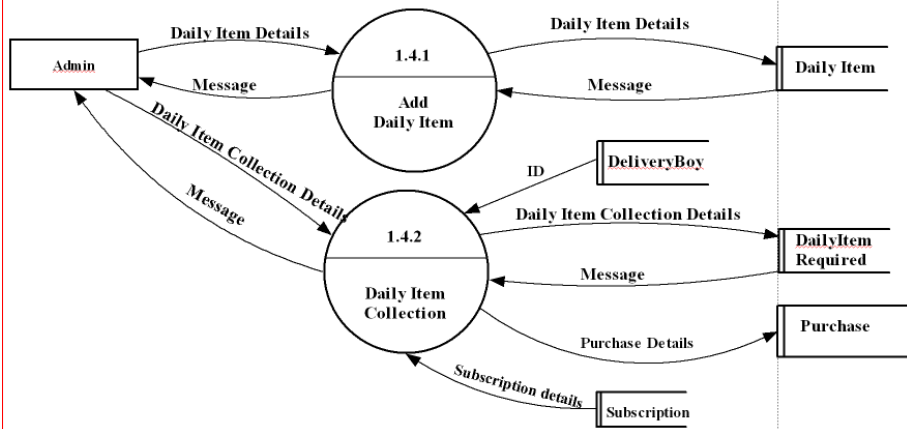 Daily Item Details
Admin
Message
1.4.1
Add
Daily Item
Daily Item Details
Message
Daily Item
Daily Item Collection Details
Message
ID
DeliveryBoy
1.4.2
Daily Item
Collection
Daily Item Collection Details
Message
DailyItem
Required
Purchase Details
Purchase
Subscription details
Subscription